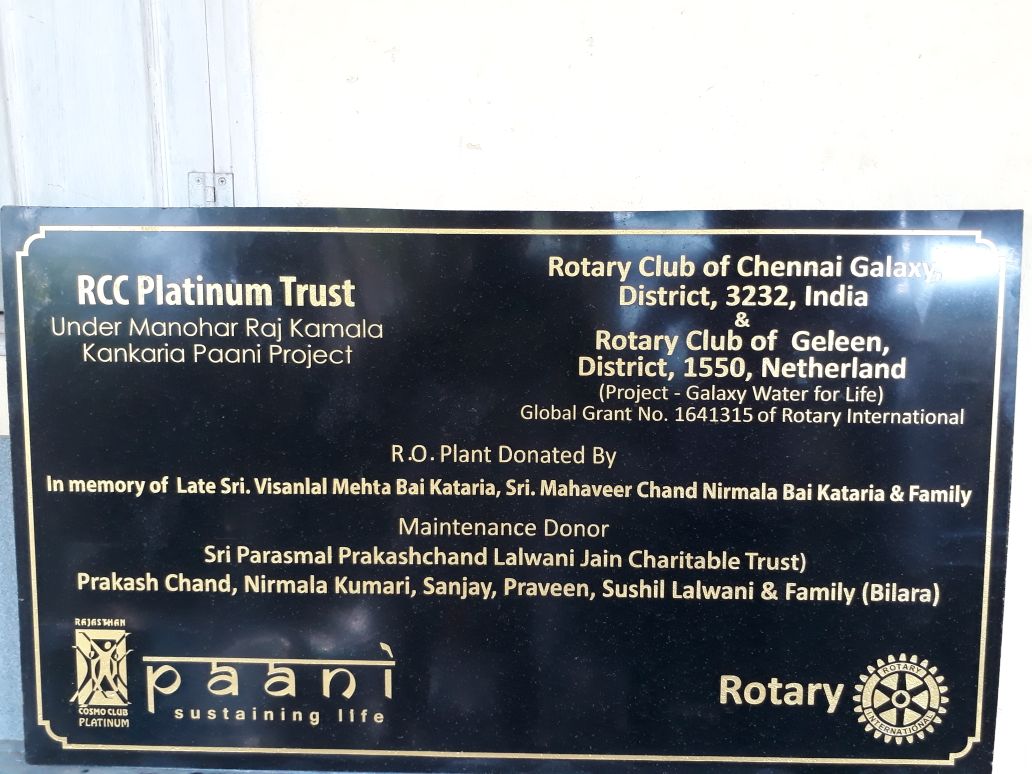 RCC Platinum Trust
Under Manohar Raj Kamala
Kankaria Paani Project
Rotary Club of Chennai Galaxy,
District, 3232, India
&
Rotary Club of Geleen,
District, 1550, Netherland
(Project - Galaxy Water for Life)
Global Grant No. 1641315 of Rotary International
R.O. Plant Donated By
In memory of Late Sri. Visanlal Mehta Bai Kataria, Sri. Mahaveer Chand Nirmala Bai Kataria & Family
Maintenance Donor
Sri Parasmal Prakashchand Lalwani Jain Charitable Trust)
Prakash Chand, Nirmala Kumari, Sanjay, Praveen, Sushil Lalwani & Family (Bilara)
RAJASTHAN
COSMO CLUB
PLATINUM
paani
sustaining life
Rotary
ROTARY
INTERNATIONAL